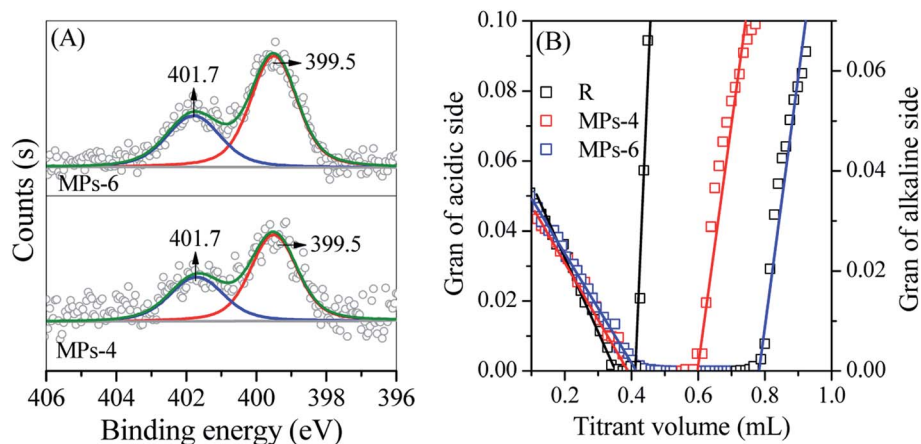 (A)
401.7
399.5
MPs-6
401.7
399.5
MPs-4
Counts (s)
406 404 402 400 398 396
Binding energy (eV)
(B)
R
MPs-4
MPs-6
0.10
0.08
0.06
0.04
0.02
0.00
Gran of acidic side
0.06
0.04
0.02
0.00
Gran of alkaline side
0.2 0.4 0.6 0.8 1.0
Titrant volume (mL)